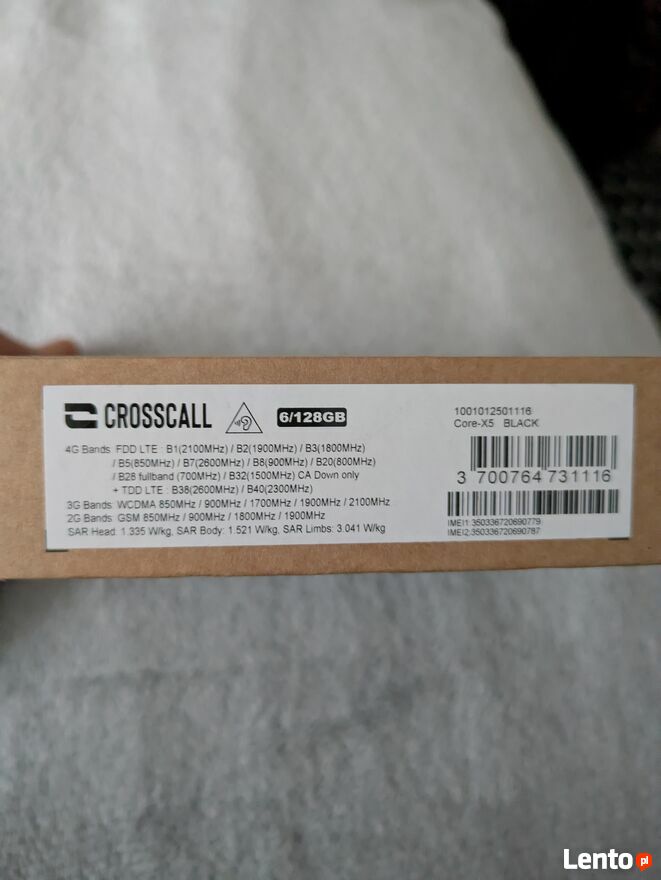 CROSSCALL 6/128GB
4G Bands FDD LTE : B1(2100MHz) / B2(1900MHz) / B3(1800MHz)
/ B5(850MHz) / B7(2600MHz) / B8(900MHz) / B20(800MHz)
/ B28 fullband (700MHz) / B32(1500MHz) CA Down only
+ TDD LTE : B38(2600MHz) / B40(2300MHz)
3G Bands: WCDMA 850MHz / 900MHz / 1700MHz / 1900MHz / 2100MHz
2G Bands: GSM 850MHz / 900MHz / 1800MHz / 1900MHz
SAR Head: 1.335 W/kg, SAR Body: 1.521 W/kg, SAR Limbs: 3.041 W/kg
1001012501116
Core-X5 BLACK
3 700764 731116
IMEI1:350336720690779
IMEI2:350336720690787
Lento pl